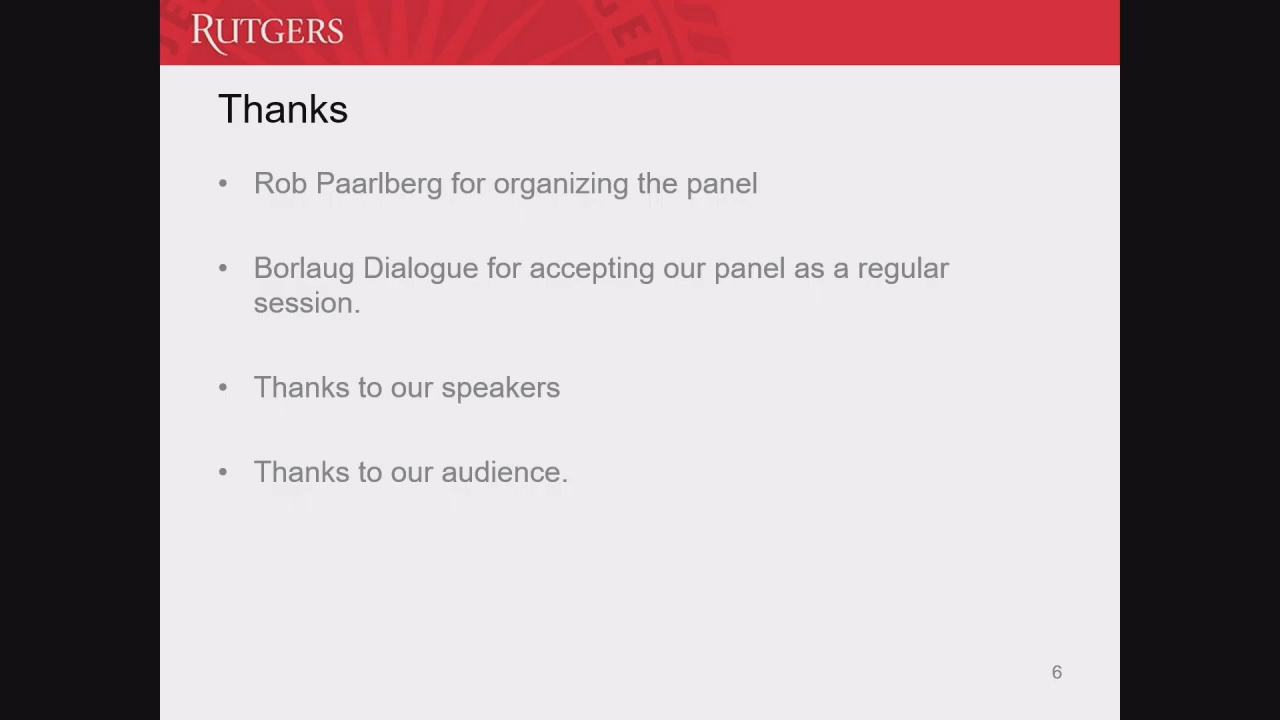 RUTGERS
Thanks
• Rob Paarlberg for organizing the panel
• Borlaug Dialogue for accepting our panel as a regular
session.
• Thanks to our speakers
• Thanks to our audience.
6